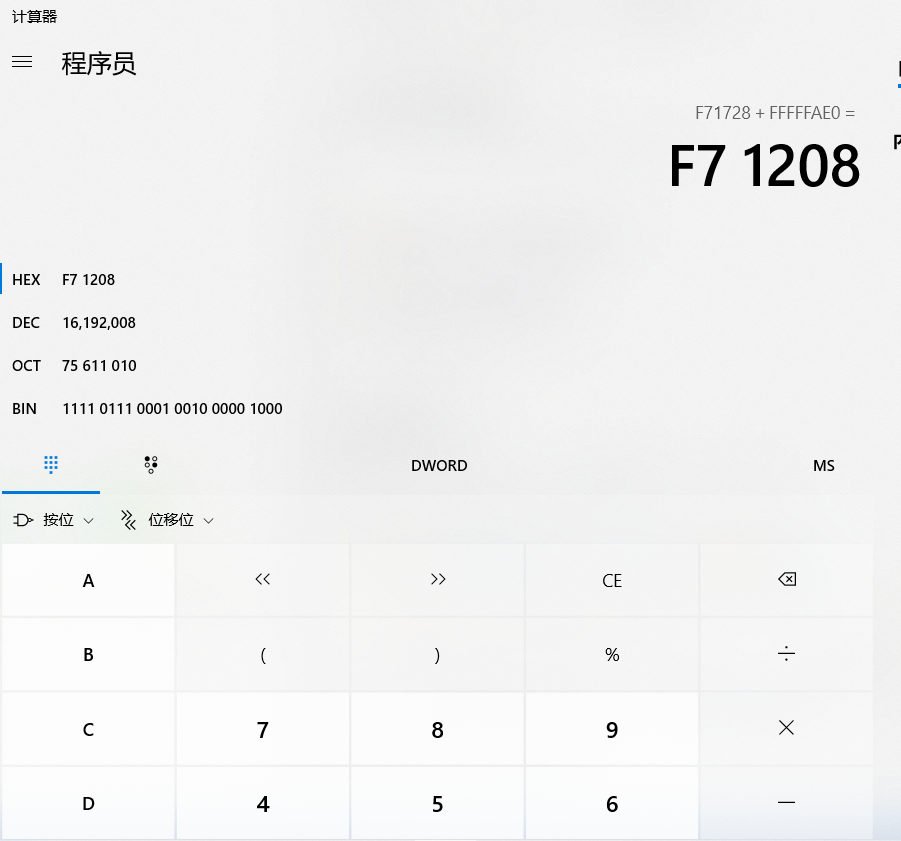 计算器
程序员
F71728 + FFFFFAE0 =
F7 1208
HEX F7 1208
DEC 16,192,008
OCT 75 611 010
BIN 1111 0111 0001 0010 0000 1000
DWORD MS
按位 位移位
A << >> CE
B ( ) % ÷
C 7 8 9 ×
D 4 5 6 −